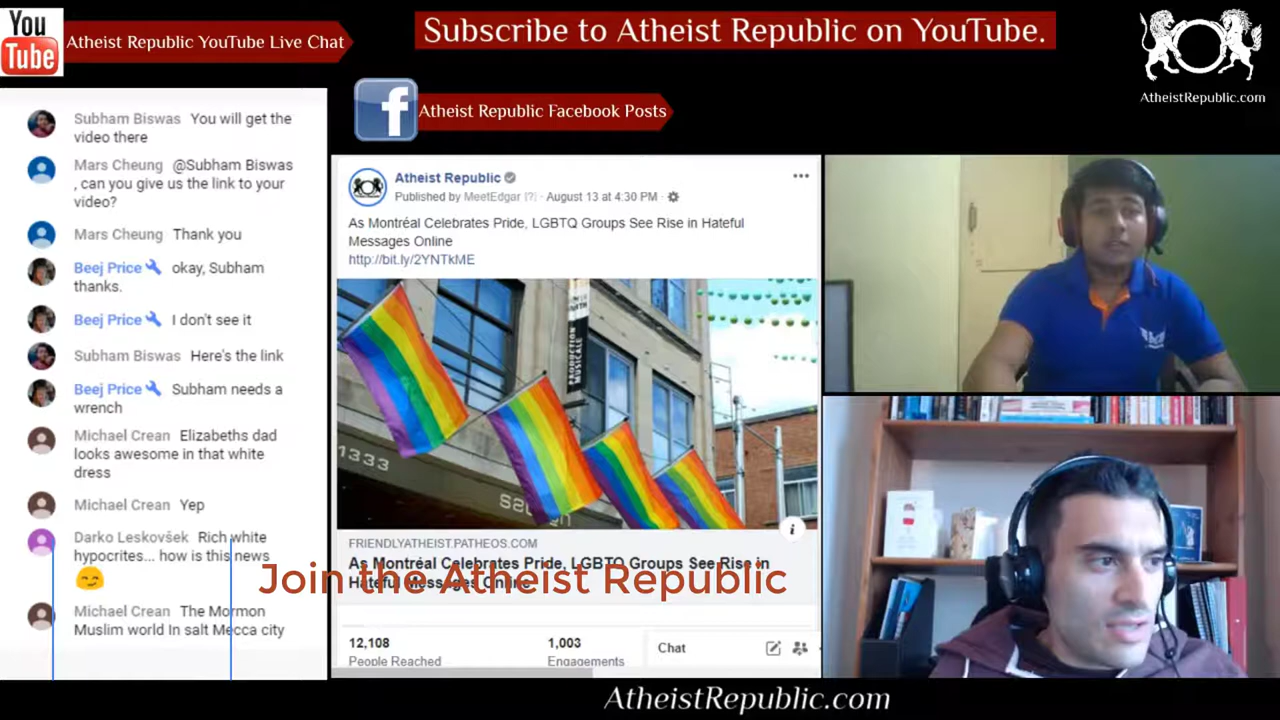 You
Tube
Atheist Republic YouTube Live Chat
Subscribe to Atheist Republic on YouTube.
AtheistRepublic.com
f
Atheist Republic Facebook Posts
Subham Biswas You will get the
video there
Mars Cheung @Subham Biswas
, can you give us the link to your
video?
Mars Cheung Thank you
Beej Price okay, Subham
thanks.
Beej Price I don't see it
Subham Biswas Here's the link
Beej Price Subham needs a
wrench
Michael Crean Elizabeths dad
looks awesome in that white
dress
Michael Crean Yep
Darko Leskovšek Rich white
hypocrites... how is this news
Michael Crean The Mormon
Muslim world In salt Mecca city
Atheist Republic
Published by MeetEdgar [?] · August 13 at 4:30 PM ·
As Montréal Celebrates Pride, LGBTQ Groups See Rise in Hateful
Messages Online
http://bit.ly/2YNTkME
PRODUCTION
MUSICALE
1333
i
FRIENDLYATHEIST.PATHEOS.COM
As Montréal Celebrates Pride, LGBTQ Groups See Rise in
Hateful Messages Online
Join the Atheist Republic
12,108
People Reached
1,003
Engagements
Chat
AtheistRepublic.com